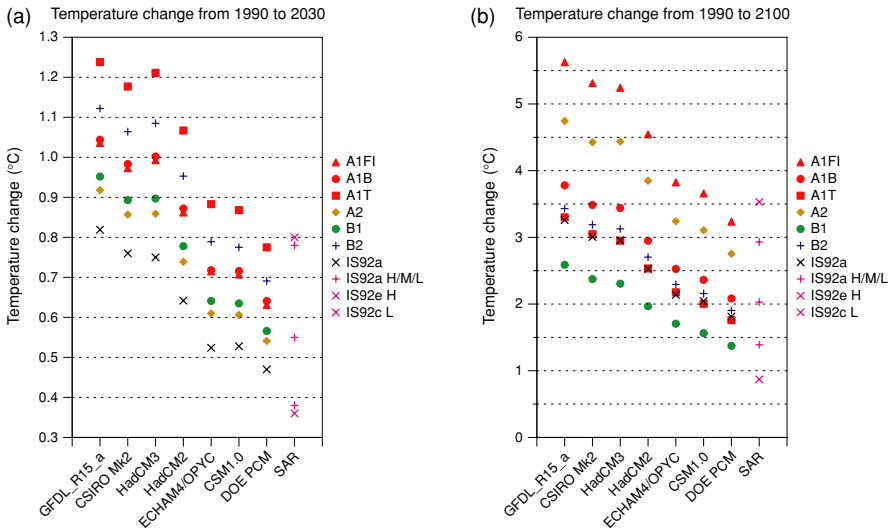 (a)
Temperature change from 1990 to 2030
Temperature change (°C)
1.3
1.2
1.1
1.0
0.9
0.8
0.7
0.6
0.5
0.4
0.3
GFDL_R15_a
CSIRO Mk2
HadCM3
HadCM2
ECHAM4/OPYC
CSM1.0
DOE PCM
SAR
A1FI
A1B
A1T
A2
B1
B2
IS92a
IS92a H/M/L
IS92e H
IS92c L
(b)
Temperature change from 1990 to 2100
Temperature change (°C)
6
5
4
3
2
1
0
GFDL_R15_a
CSIRO Mk2
HadCM3
HadCM2
ECHAM4/OPYC
CSM1.0
DOE PCM
SAR
A1FI
A1B
A1T
A2
B1
B2
IS92a
IS92a H/M/L
IS92e H
IS92c L